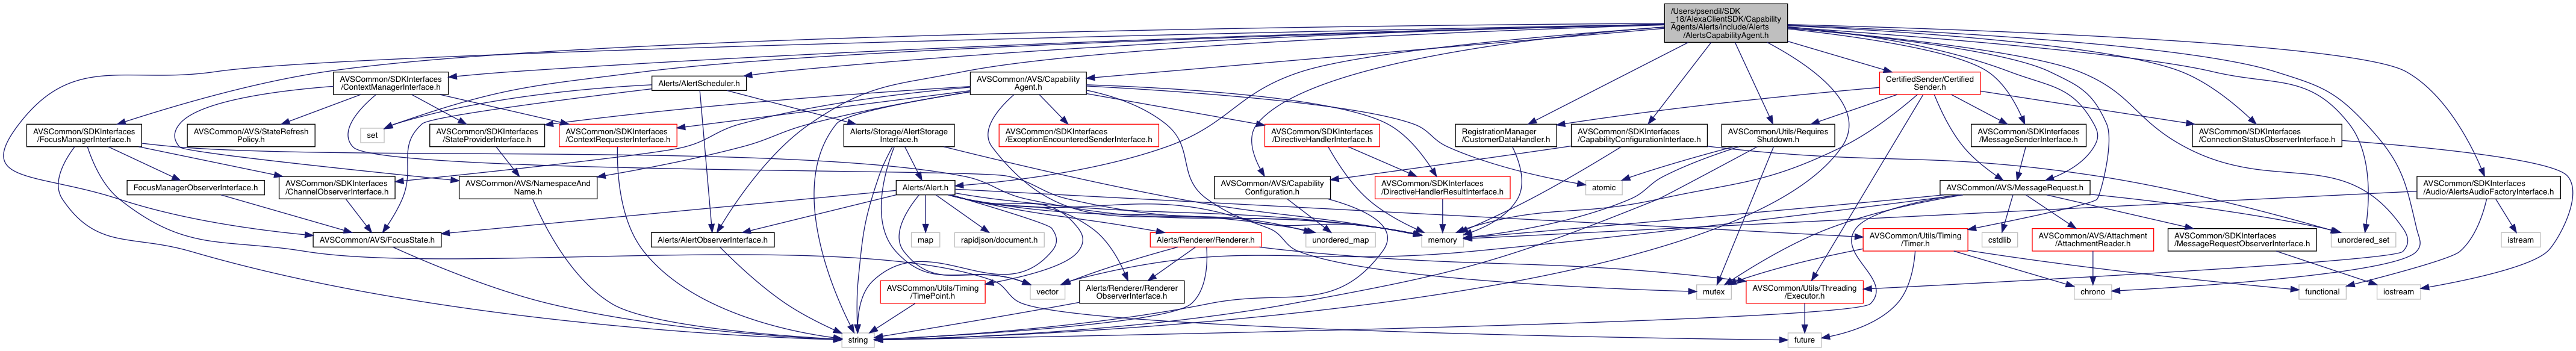 /Users/psendil/SDK
_18/AlexaClientSDK/Capability
Agents/Alerts/include/Alerts
/AlertsCapabilityAgent.h
AVSCommon/SDKInterfaces
/ContextManagerInterface.h
Alerts/AlertScheduler.h
AVSCommon/AVS/Capability
Agent.h
CertifiedSender/Certified
Sender.h
AVSCommon/SDKInterfaces
/FocusManagerInterface.h
AVSCommon/AVS/StateRefresh
Policy.h
set
AVSCommon/SDKInterfaces
/StateProviderInterface.h
AVSCommon/SDKInterfaces
/ContextRequesterInterface.h
Alerts/Storage/AlertStorage
Interface.h
AVSCommon/SDKInterfaces
/ExceptionEncounteredSenderInterface.h
AVSCommon/SDKInterfaces
/DirectiveHandlerInterface.h
RegistrationManager
/CustomerDataHandler.h
AVSCommon/SDKInterfaces
/CapabilityConfigurationInterface.h
AVSCommon/Utils/Requires
Shutdown.h
AVSCommon/SDKInterfaces
/MessageSenderInterface.h
AVSCommon/SDKInterfaces
/ConnectionStatusObserverInterface.h
FocusManagerObserverInterface.h
AVSCommon/SDKInterfaces
/ChannelObserverInterface.h
AVSCommon/AVS/NamespaceAnd
Name.h
Alerts/Alert.h
AVSCommon/SDKInterfaces
/DirectiveHandlerResultInterface.h
AVSCommon/AVS/Capability
Configuration.h
atomic
AVSCommon/AVS/MessageRequest.h
AVSCommon/SDKInterfaces
/Audio/AlertsAudioFactoryInterface.h
AVSCommon/AVS/FocusState.h
Alerts/AlertObserverInterface.h
map
rapidjson/document.h
Alerts/Renderer/Renderer.h
unordered_map
memory
AVSCommon/Utils/Timing
/Timer.h
cstdlib
AVSCommon/AVS/Attachment
/AttachmentReader.h
AVSCommon/SDKInterfaces
/MessageRequestObserverInterface.h
unordered_set
istream
AVSCommon/Utils/Timing
/TimePoint.h
vector
Alerts/Renderer/Renderer
ObserverInterface.h
mutex
AVSCommon/Utils/Threading
/Executor.h
chrono
functional
iostream
string
future